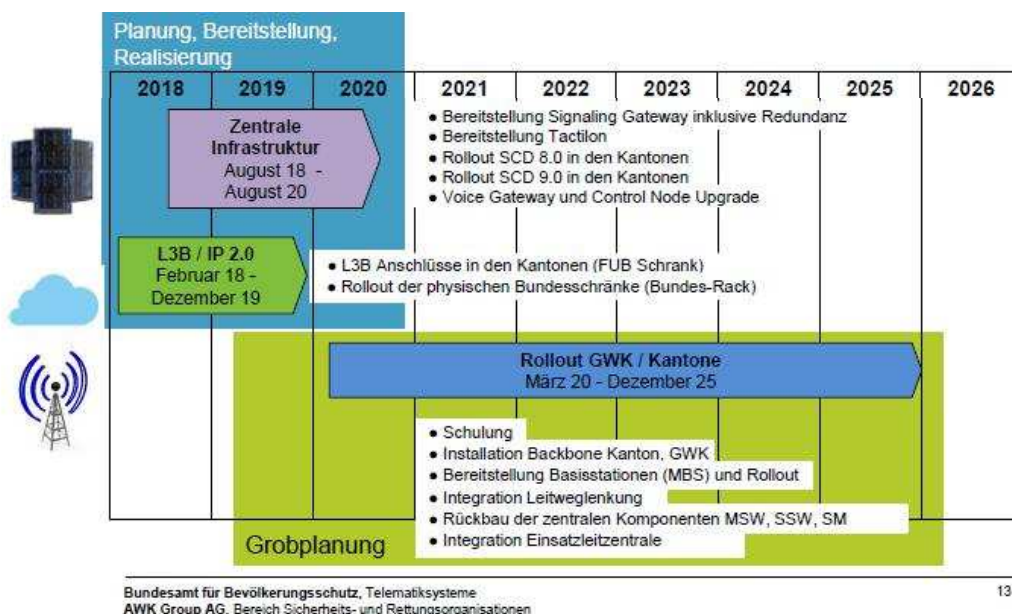 Planung, Bereitstellung,
Realisierung
2018 2019 2020 2021 2022 2023 2024 2025 2026
Zentrale
Infrastruktur
August 18 -
August 20
● Bereitstellung Signaling Gateway inklusive Redundanz
● Bereitstellung Tactilon
● Rollout SCD 8.0 in den Kantonen
● Rollout SCD 9.0 in den Kantonen
● Voice Gateway und Control Node Upgrade
L3B / IP 2.0
Februar 18 -
Dezember 19
● L3B Anschlüsse in den Kantonen (FUB Schrank)
● Rollout der physischen Bundesschränke (Bundes-Rack)
Rollout GWK / Kantone
März 20 - Dezember 25
● Schulung
● Installation Backbone Kanton, GWK
● Bereitstellung Basisstationen (MBS) und Rollout
● Integration Leitweglenkung
● Rückbau der zentralen Komponenten MSW, SSW, SM
● Integration Einsatzleitzentrale
Grobplanung
Bundesamt für Bevölkerungsschutz, Telematiksysteme
AWK Group AG, Bereich Sicherheits- und Rettungsorganisationen
13